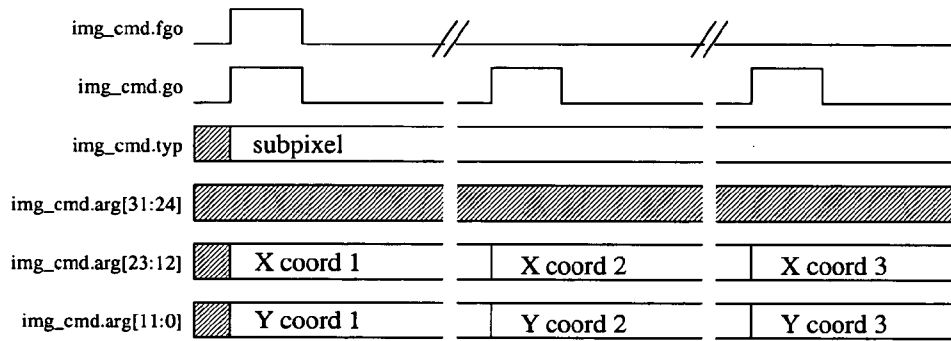 img_cmd.fgo
img_cmd.go
img_cmd.typ subpixel
img_cmd.arg[31:24]
img_cmd.arg[23:12] X coord 1 X coord 2 X coord 3
img_cmd.arg[11:0] Y coord 1 Y coord 2 Y coord 3